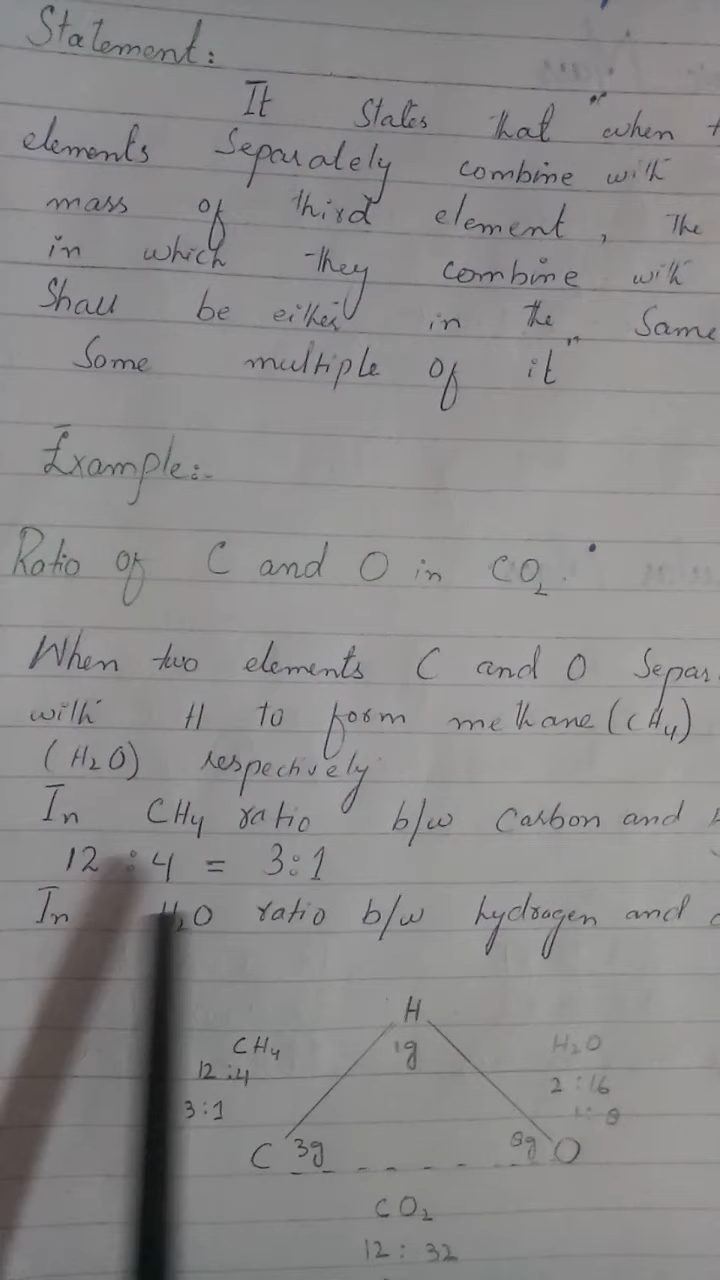 Statement:
It states that "when
elements separately combine with
mass of third element, the
in which they combine with
shall be either in the same
some multiple of it"
Example:-
Ratio of C and O in CO₂.
When two elements C and O separ
with H to form methane (CH₄)
(H₂O) respectively
In CH₄ ratio b/w carbon and
12 : 4 = 3:1
In H₂O ratio b/w hydrogen and
H
CH₄ 1g H₂O
12:4 2:16
3:1 1:8
C 3g 8g O
CO₂
12: 32